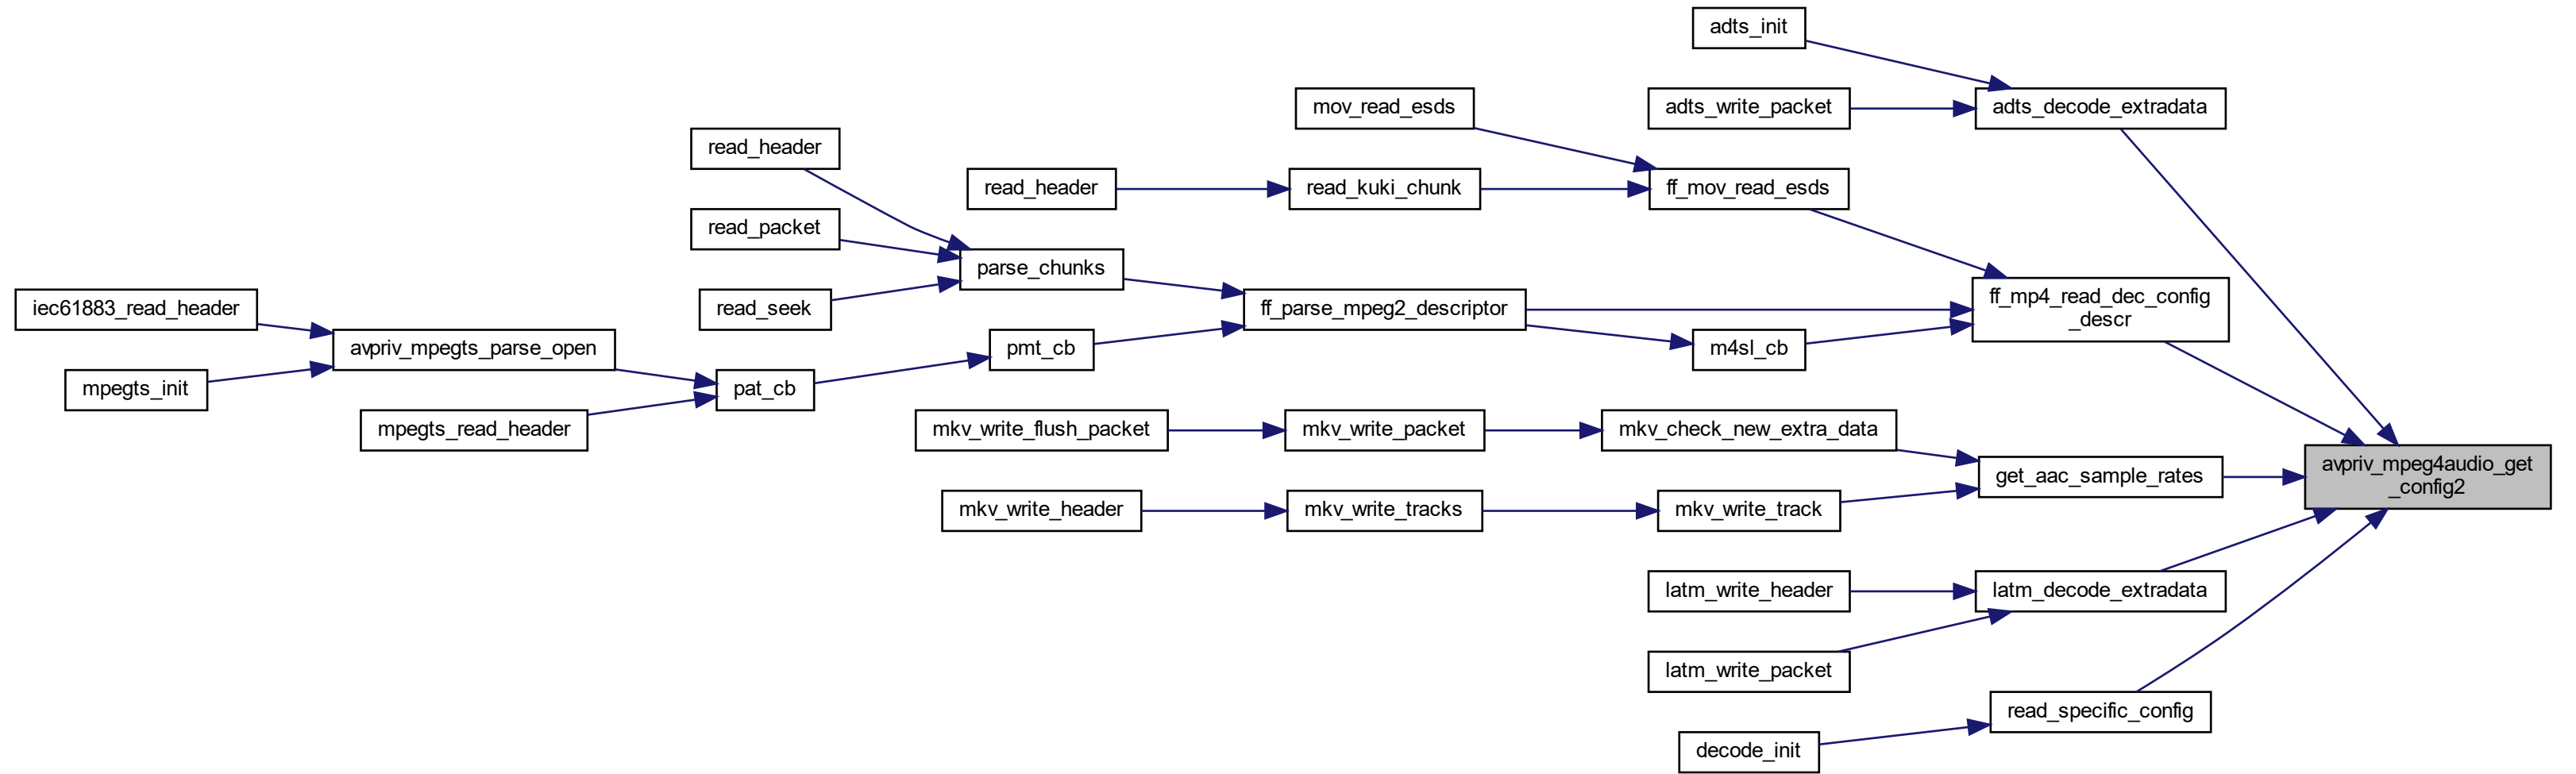 adts_init
adts_write_packet
adts_decode_extradata
mov_read_esds
read_header
read_header
read_kuki_chunk
ff_mov_read_esds
read_packet
parse_chunks
read_seek
iec61883_read_header
ff_parse_mpeg2_descriptor
ff_mp4_read_dec_config
_descr
avpriv_mpegts_parse_open
pmt_cb
m4sl_cb
mpegts_init
pat_cb
mpegts_read_header
mkv_write_flush_packet
mkv_write_packet
mkv_check_new_extra_data
get_aac_sample_rates
avpriv_mpeg4audio_get
_config2
mkv_write_header
mkv_write_tracks
mkv_write_track
latm_write_header
latm_decode_extradata
latm_write_packet
read_specific_config
decode_init